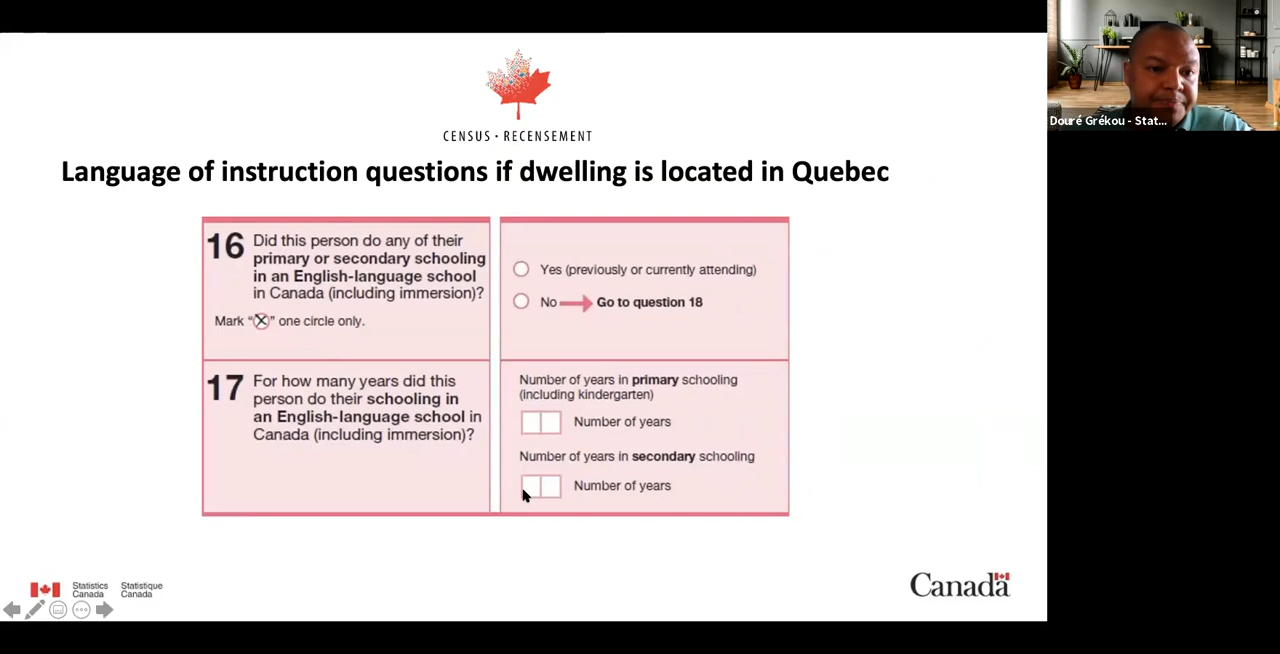 CENSUS • RECENSEMENT
Language of instruction questions if dwelling is located in Quebec
16 Did this person do any of their
primary or secondary schooling
in an English-language school
in Canada (including immersion)?
Mark "⊗" one circle only.
Yes (previously or currently attending)
No Go to question 18
17 For how many years did this
person do their schooling in
an English-language school in
Canada (including immersion)?
Number of years in primary schooling
(including kindergarten)
Number of years
Number of years in secondary schooling
Number of years
Statistics
Canada
Statistique
Canada
Canada
Douré Grékou - Stat...